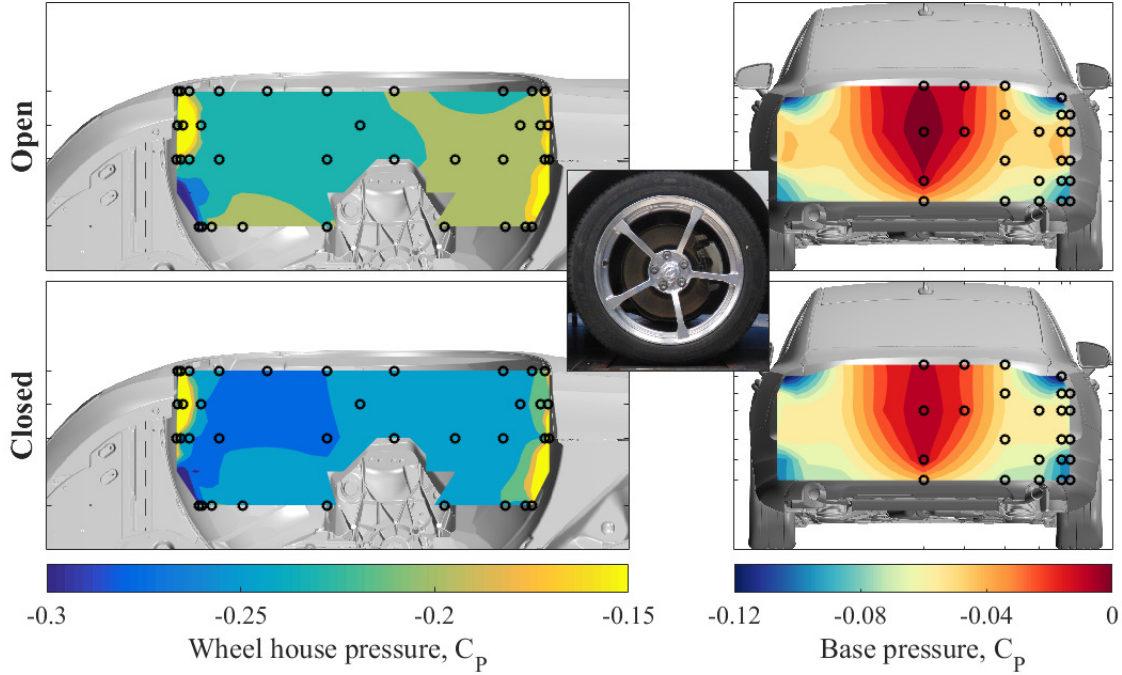 Open
Closed
-0.3
-0.25
-0.2
-0.15
Wheel house pressure, C_P
-0.12
-0.08
-0.04
0
Base pressure, C_P